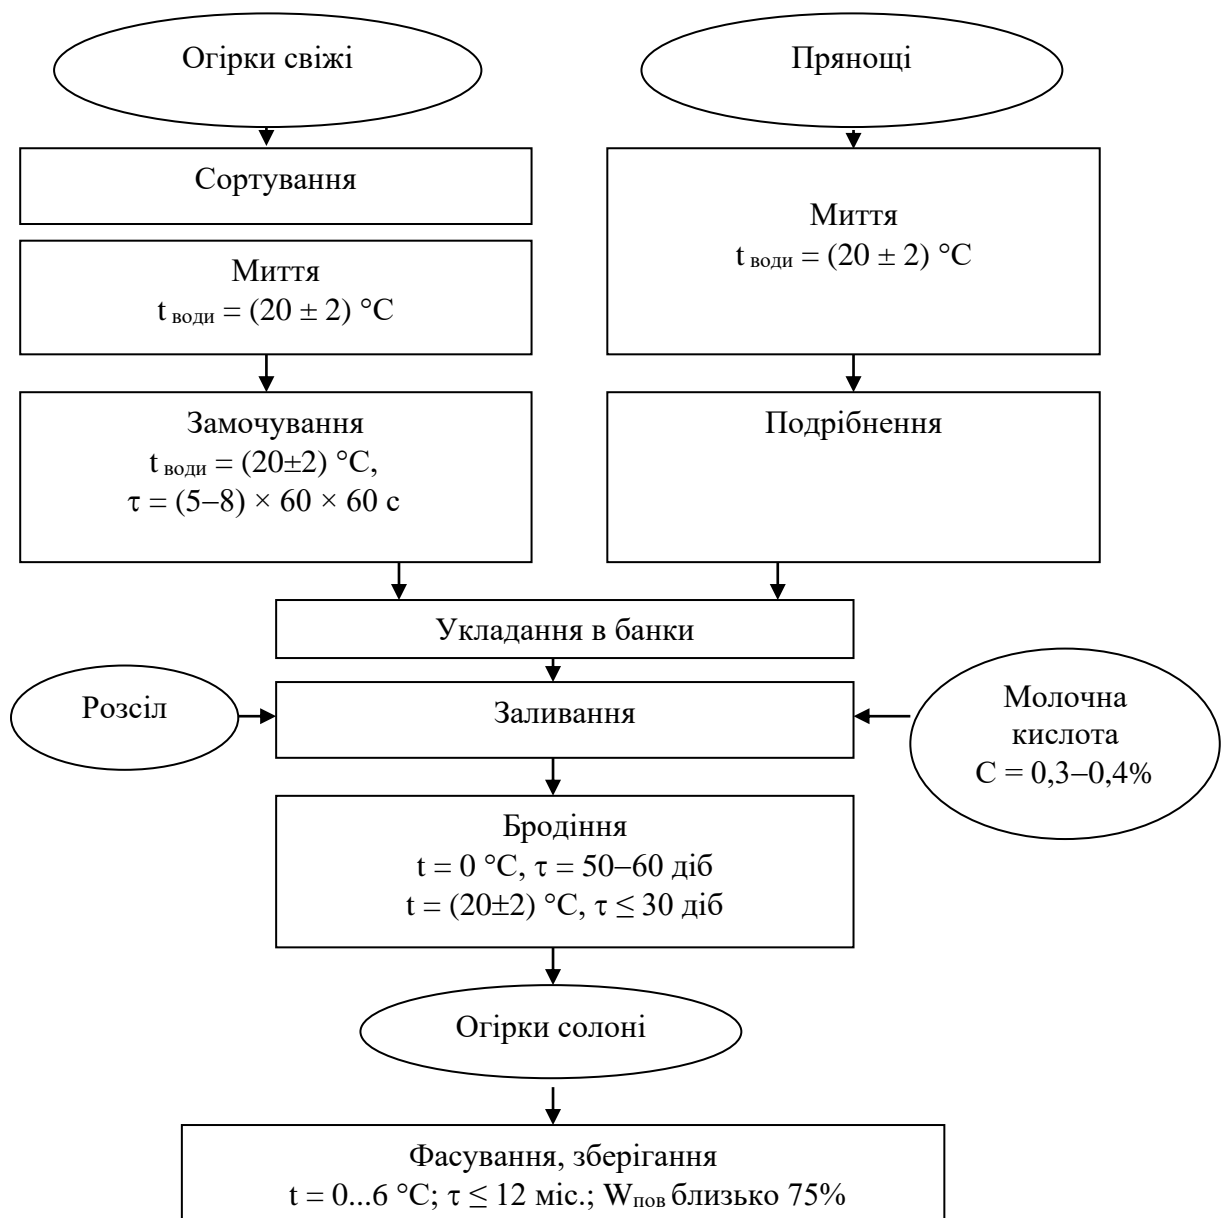 Огірки свіжі
Прянощі
Сортування
Миття
t води = (20 ± 2) °С
Миття
t води = (20 ± 2) °С
Замочування
t води = (20±2) °С,
τ = (5–8) × 60 × 60 с
Подрібнення
Укладання в банки
Розсіл
Заливання
Молочна
кислота
С = 0,3–0,4%
Бродіння
t = 0 °С, τ = 50–60 діб
t = (20±2) °С, τ ≤ 30 діб
Огірки солоні
Фасування, зберігання
t = 0...6 °С; τ ≤ 12 міс.; Wпов близько 75%